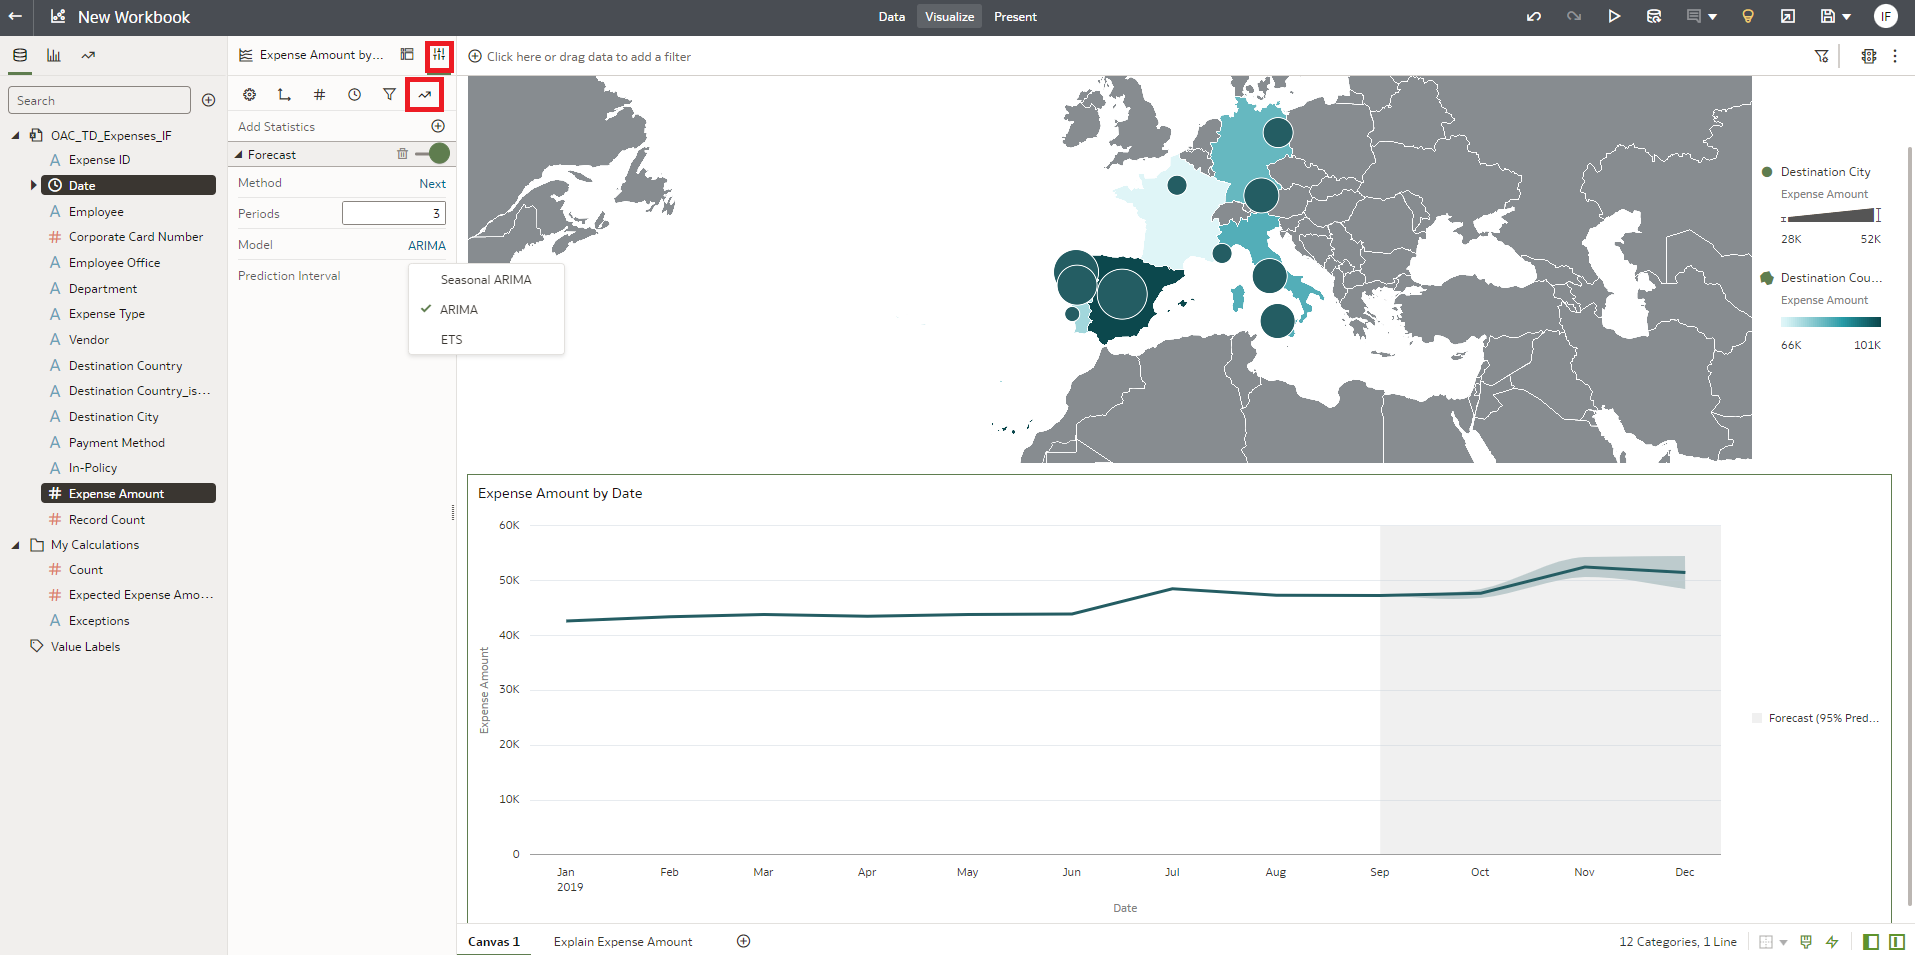 New Workbook
Data
Visualize
Present
IF
Expense Amount by...
Click here or drag data to add a filter
Search
Add Statistics
Forecast
Method
Next
Periods
3
Model
ARIMA
Prediction Interval
Seasonal ARIMA
ARIMA
ETS
OAC_TD_Expenses_IF
A Expense ID
Date
A Employee
# Corporate Card Number
A Employee Office
A Department
A Expense Type
A Vendor
A Destination Country
A Destination Country_is...
A Destination City
A Payment Method
A In-Policy
# Expense Amount
# Record Count
My Calculations
# Count
# Expected Expense Amo...
A Exceptions
Value Labels
Destination City
Expense Amount
28K
52K
Destination Cou...
Expense Amount
66K
101K
Expense Amount by Date
60K
50K
40K
30K
20K
10K
0
Expense Amount
Jan
2019
Feb
Mar
Apr
May
Jun
Jul
Aug
Sep
Oct
Nov
Dec
Date
Forecast (95% Pred...
Canvas 1
Explain Expense Amount
12 Categories, 1 Line